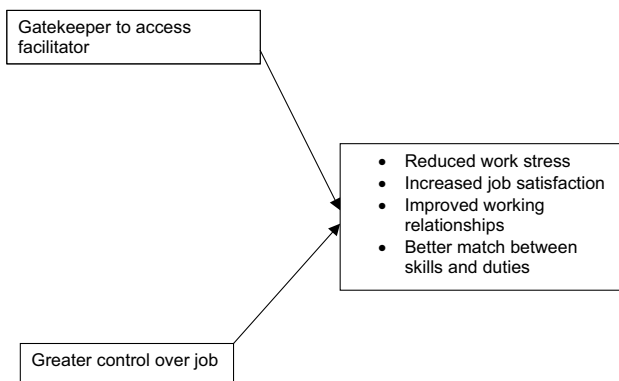 Gatekeeper to access
facilitator
• Reduced work stress
• Increased job satisfaction
• Improved working
relationships
• Better match between
skills and duties
Greater control over job